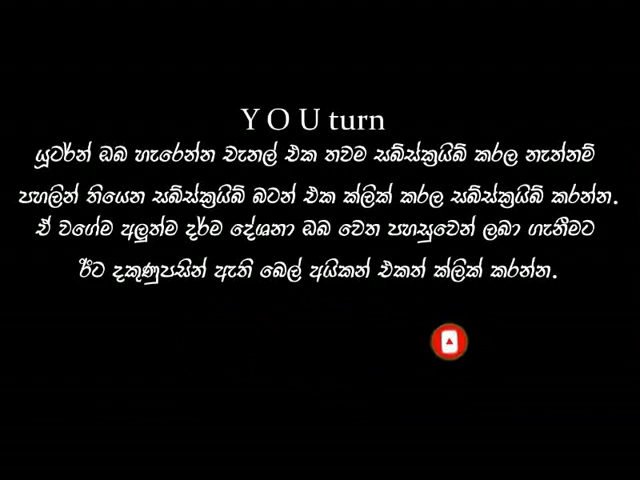 Y O U turn
යූටර්න් ඔබ හැරෙන්න චැනල් එක තවම සබ්ස්ක්‍රයිබ් කරල නැත්නම්
පහලින් තියෙන සබ්ස්ක්‍රයිබ් බටන් එක ක්ලික් කරල සබ්ස්ක්‍රයිබ් කරන්න.
ඒ වගේම අලුත්ම දර්ම දේශනා ඔබ වෙත පහසුවෙන් ලබා ගැනීමට
ඊට දකුණුපසින් ඇති බෙල් අයිකන් එකත් ක්ලික් කරන්න.